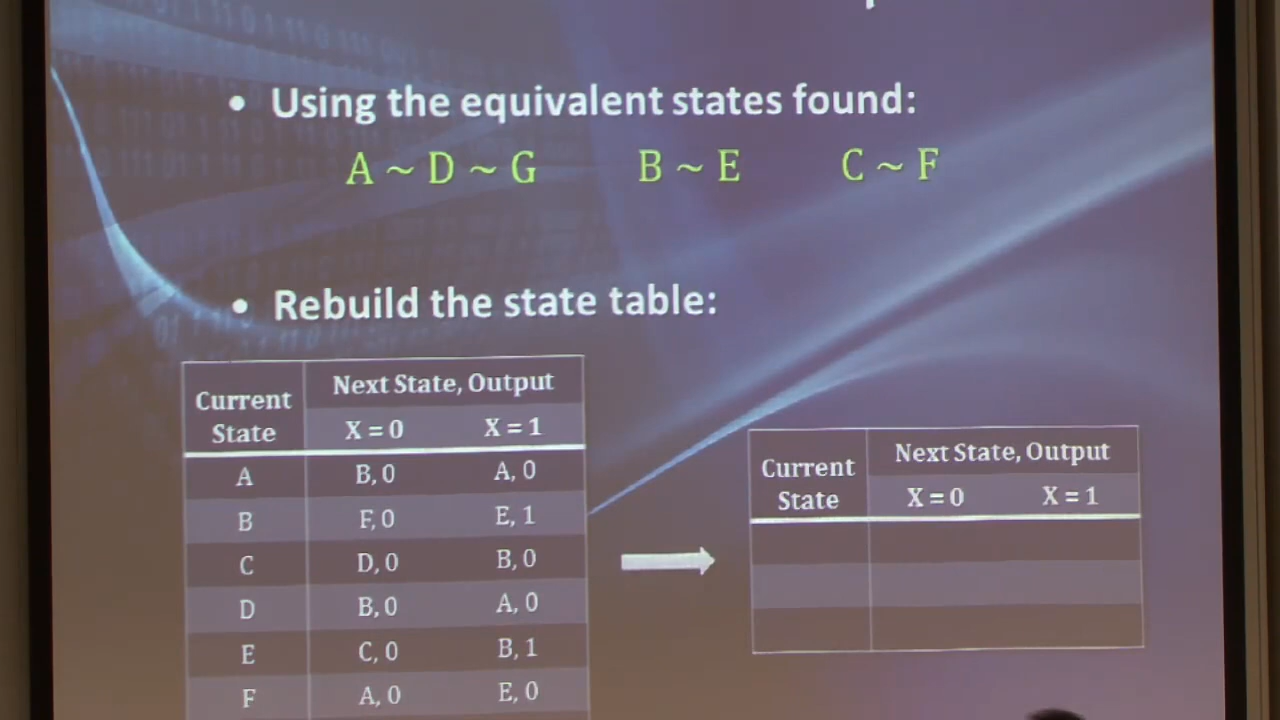 • Using the equivalent states found:
A ~ D ~ G B ~ E C ~ F
• Rebuild the state table:
Current State Next State, Output
X = 0 X = 1
A B, 0 A, 0
B F, 0 E, 1
C D, 0 B, 0
D B, 0 A, 0
E C, 0 B, 1
F A, 0 E, 0
Current State Next State, Output
X = 0 X = 1